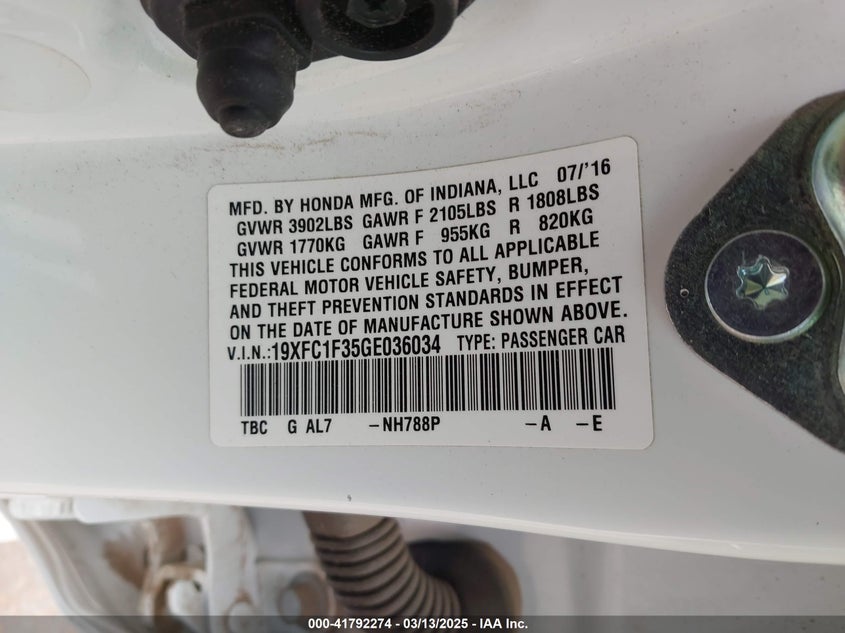 MFD. BY HONDA MFG. OF INDIANA, LLC 07/'16
GVWR 3902LBS GAWR F 2105LBS R 1808LBS
GVWR 1770KG GAWR F 955KG R 820KG
THIS VEHICLE CONFORMS TO ALL APPLICABLE
FEDERAL MOTOR VEHICLE SAFETY, BUMPER,
AND THEFT PREVENTION STANDARDS IN EFFECT
ON THE DATE OF MANUFACTURE SHOWN ABOVE.
V.I.N.:19XFC1F35GE036034 TYPE: PASSENGER CAR
TBC G AL7 -NH788P -A -E
000-41792274 | 03/13/2025 | IAA Inc.